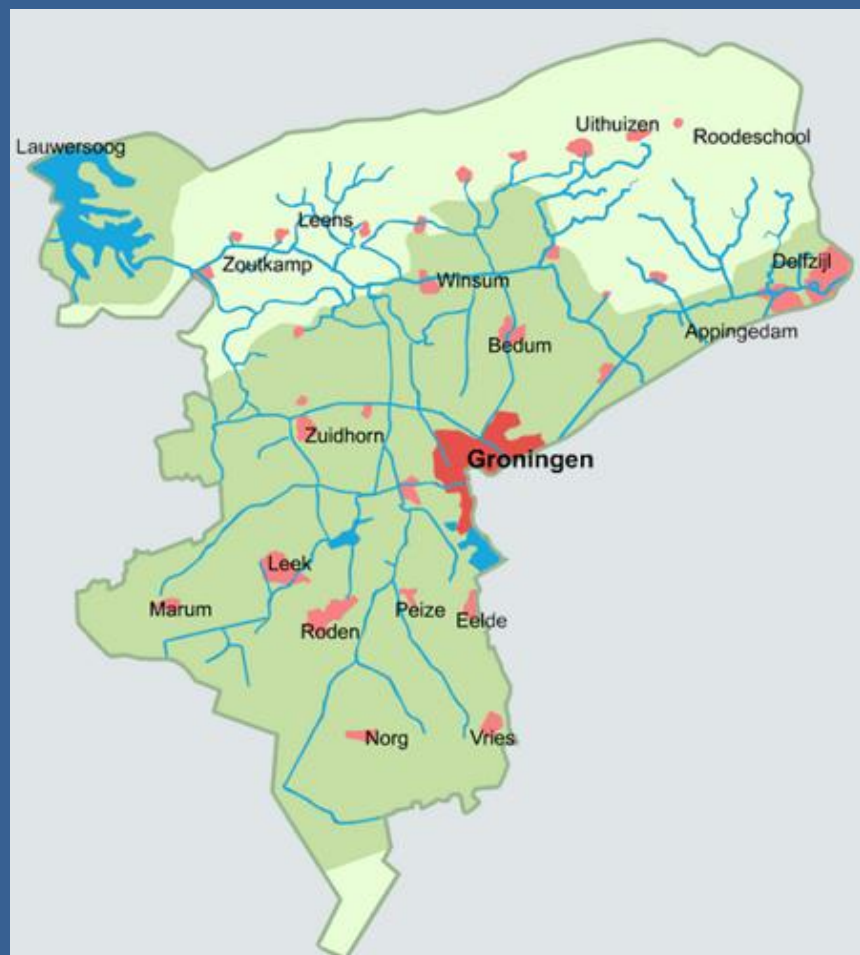 Uithuizen
Roodeschool
Lauwersoog
Leens
Zoutkamp
Delfzijl
Winsum
Appingedam
Bedum
Zuidhorn
Groningen
Leek
Marum
Peize
Eelde
Roden
Norg
Vries